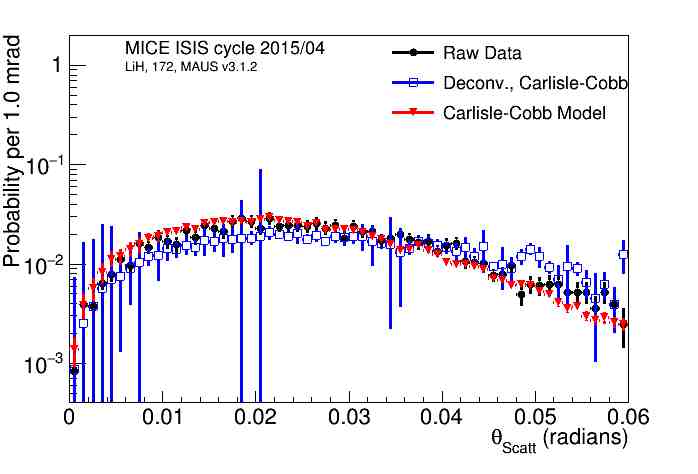 MICE ISIS cycle 2015/04
LiH, 172, MAUS v3.1.2
Raw Data
Deconv., Carlisle-Cobb
Carlisle-Cobb Model
Probability per 1.0 mrad
1
10⁻¹
10⁻²
10⁻³
0 0.01 0.02 0.03 0.04 0.05 0.06
θScatt (radians)